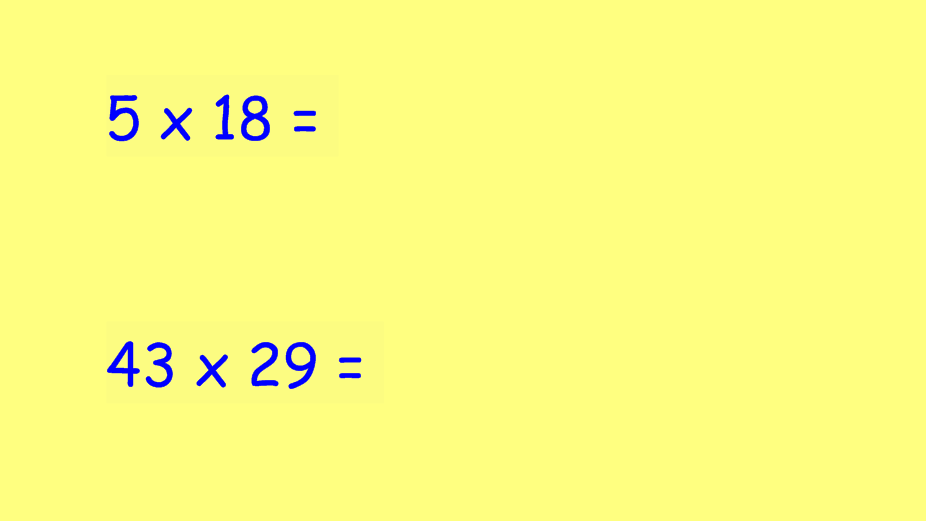 5 x 18 =
43 x 29 =